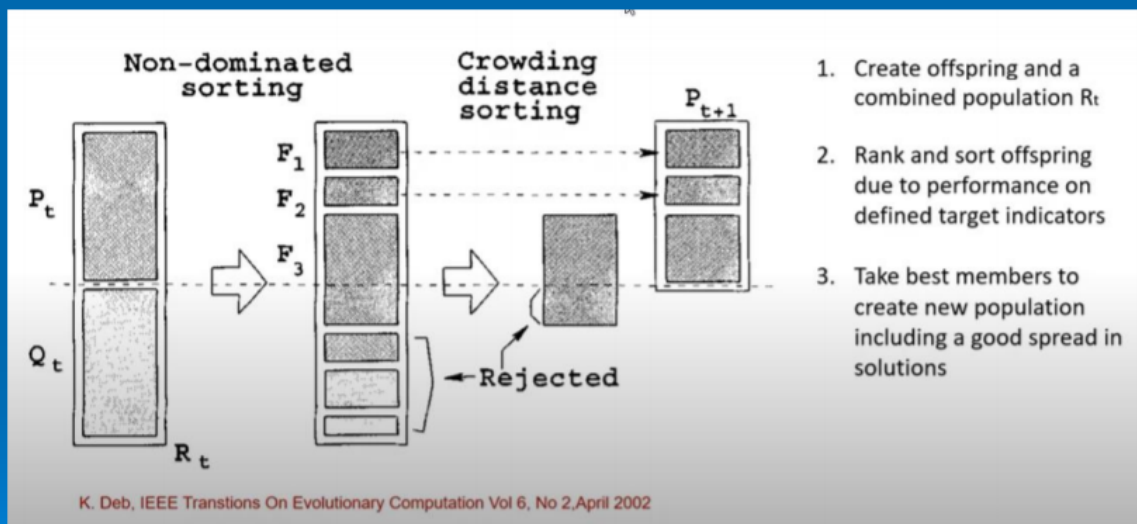 Non-dominated
sorting
Crowding
distance
sorting
P t+1
F 1
P t
F 2
F 3
Q t
Rejected
R t
1. Create offspring and a
combined population Rt
2. Rank and sort offspring
due to performance on
defined target indicators
3. Take best members to
create new population
including a good spread in
solutions
K. Deb, IEEE Transtions On Evolutionary Computation Vol 6, No 2,April 2002